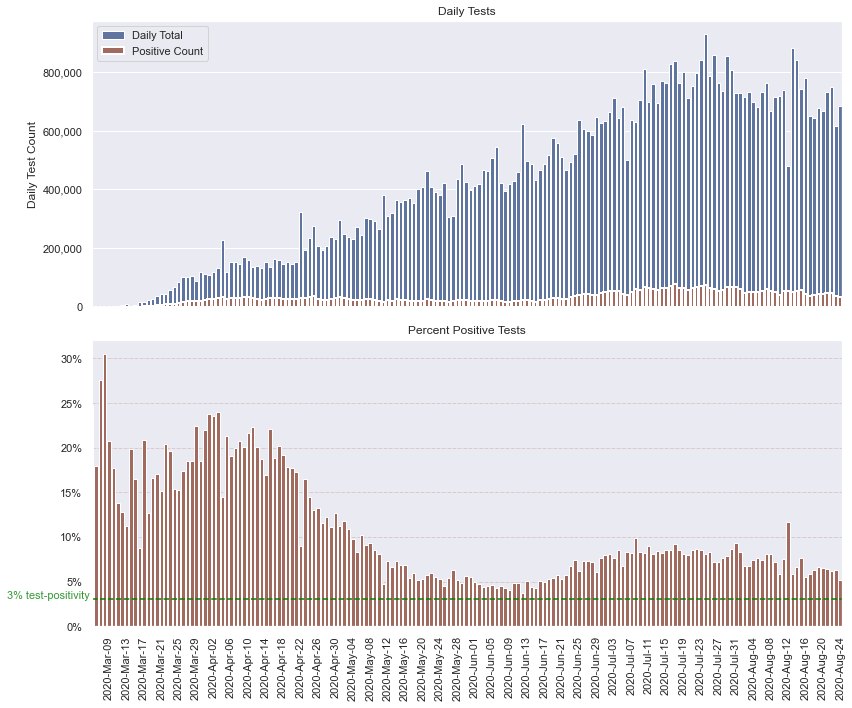 Daily Tests
Daily Total
Positive Count
Daily Test Count
800,000
600,000
400,000
200,000
0
Percent Positive Tests
30%
25%
20%
15%
10%
5%
3% test-positivity
0%
2020-Mar-09
2020-Mar-13
2020-Mar-17
2020-Mar-21
2020-Mar-25
2020-Mar-29
2020-Apr-02
2020-Apr-06
2020-Apr-10
2020-Apr-14
2020-Apr-18
2020-Apr-22
2020-Apr-26
2020-Apr-30
2020-May-04
2020-May-08
2020-May-12
2020-May-16
2020-May-20
2020-May-24
2020-May-28
2020-Jun-01
2020-Jun-05
2020-Jun-09
2020-Jun-13
2020-Jun-17
2020-Jun-21
2020-Jun-25
2020-Jun-29
2020-Jul-03
2020-Jul-07
2020-Jul-11
2020-Jul-15
2020-Jul-19
2020-Jul-23
2020-Jul-27
2020-Jul-31
2020-Aug-04
2020-Aug-08
2020-Aug-12
2020-Aug-16
2020-Aug-20
2020-Aug-24